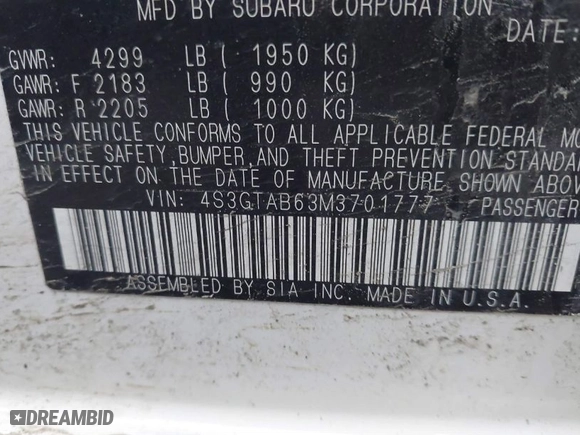 MFD BY SUBARU CORPORATION
DATE:
GVWR: 4299 LB ( 1950 KG)
GAWR: F 2183 LB ( 990 KG)
GAWR: R 2205 LB ( 1000 KG)
THIS VEHICLE CONFORMS TO ALL APPLICABLE FEDERAL MO
VEHICLE SAFETY, BUMPER, AND THEFT PREVENTION STANDA
IN EFFECT ON THE DATE OF MANUFACTURE SHOWN ABOV
VIN: 4S3GTAB63M3701777 PASSENGER
ASSEMBLED BY SIA INC. MADE IN U.S.A.
DREAMBID